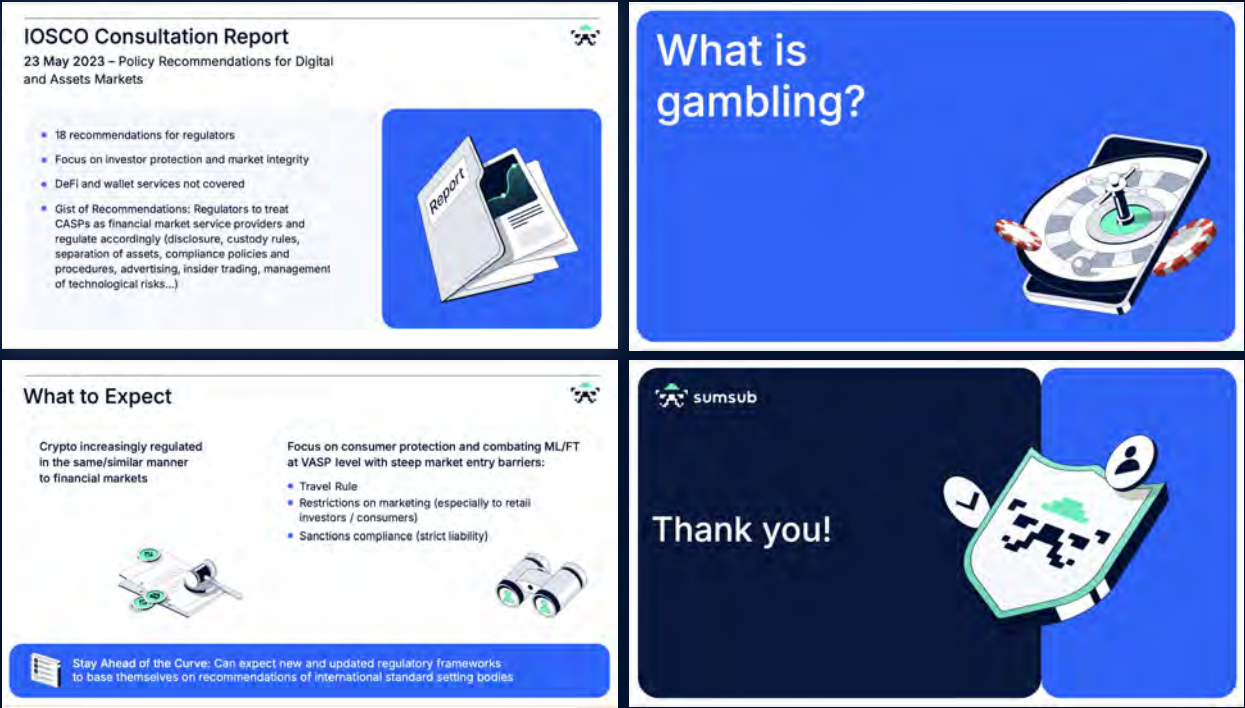 IOSCO Consultation Report
23 May 2023 – Policy Recommendations for Digital
and Assets Markets
18 recommendations for regulators
Focus on investor protection and market integrity
DeFi and wallet services not covered
Gist of Recommendations: Regulators to treat
CASPs as financial market service providers and
regulate accordingly (disclosure, custody rules,
separation of assets, compliance policies and
procedures, advertising, insider trading, management
of technological risks...)
Report
What is
gambling?
What to Expect
Crypto increasingly regulated
in the same/similar manner
to financial markets
Focus on consumer protection and combating ML/FT
at VASP level with steep market entry barriers:
Travel Rule
Restrictions on marketing (especially to retail
investors / consumers)
Sanctions compliance (strict liability)
Stay Ahead of the Curve: Can expect new and updated regulatory frameworks
to base themselves on recommendations of international standard setting bodies
sumsub
Thank you!